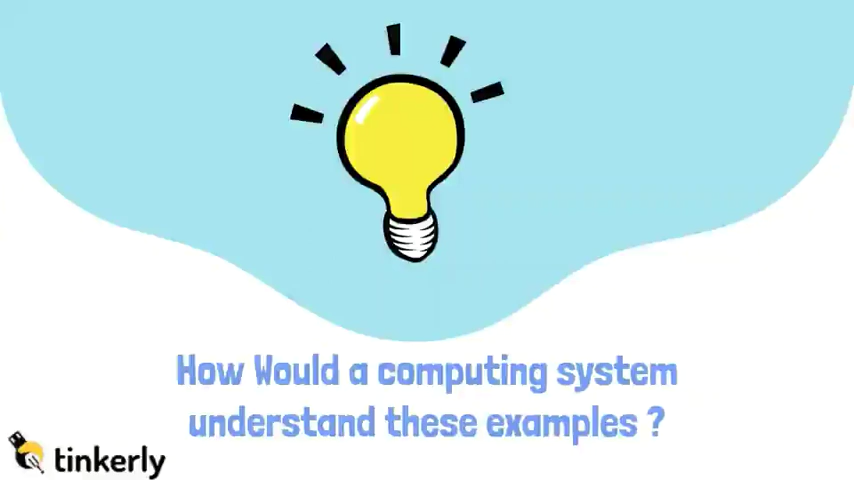 How Would a computing system
understand these examples ?
tinkerly